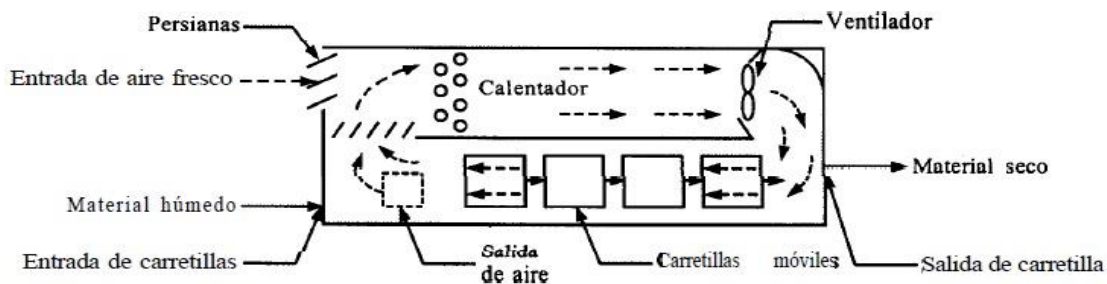 Persianas
Ventilador
Entrada de aire fresco
Calentador
Material seco
Material húmedo
Entrada de carretillas
Salida
de aire
Carretillas móviles
Salida de carretilla